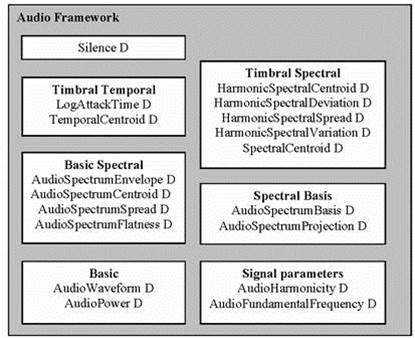 Audio Framework
Silence D
Timbral Temporal
LogAttackTime D
TemporalCentroid D
Basic Spectral
AudioSpectrumEnvelope D
AudioSpectrumCentroid D
AudioSpectrumSpread D
AudioSpectrumFlatness D
Basic
AudioWaveform D
AudioPower D
Timbral Spectral
HarmonicSpectralCentroid D
HarmonicSpectralDeviation D
HarmonicSpectralSpread D
HarmonicSpectralVariation D
SpectralCentroid D
Spectral Basis
AudioSpectrumBasis D
AudioSpectrumProjection D
Signal parameters
AudioHarmonicity D
AudioFundamentalFrequency D